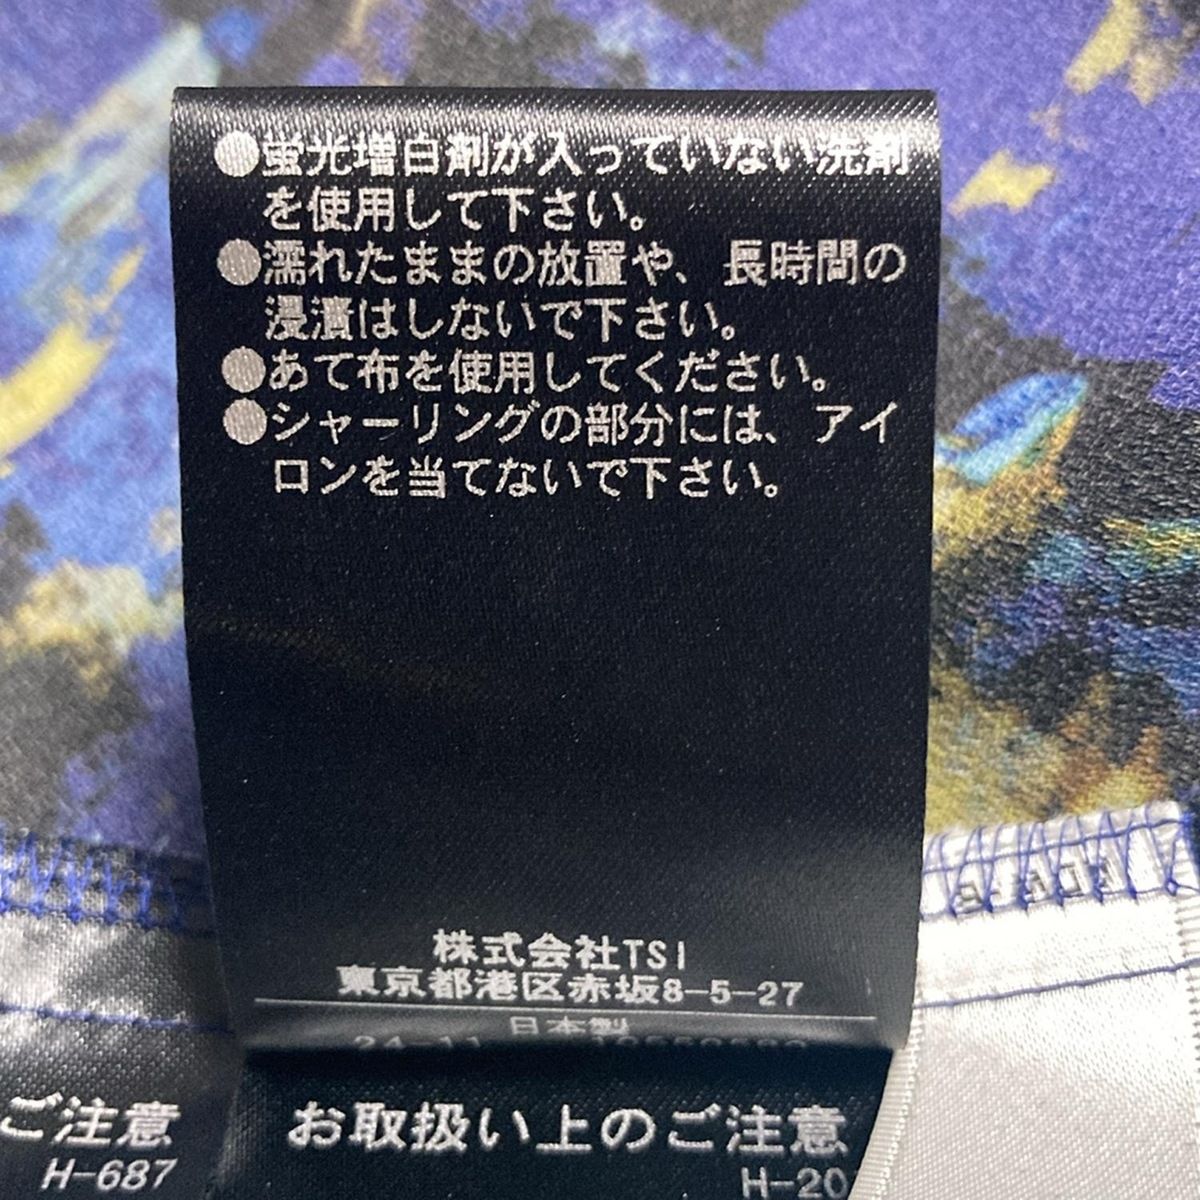 ●蛍光増白剤が入っていない洗剤
を使用して下さい。
●濡れたままの放置や、長時間の
浸漬はしないで下さい。
●あて布を使用してください。
●シャーリングの部分には、アイ
ロンを当てないで下さい。
株式会社TSI
東京都港区赤坂8-5-27
日本製
24-11
ご注意
H-687
お取扱い上のご注意
H-20